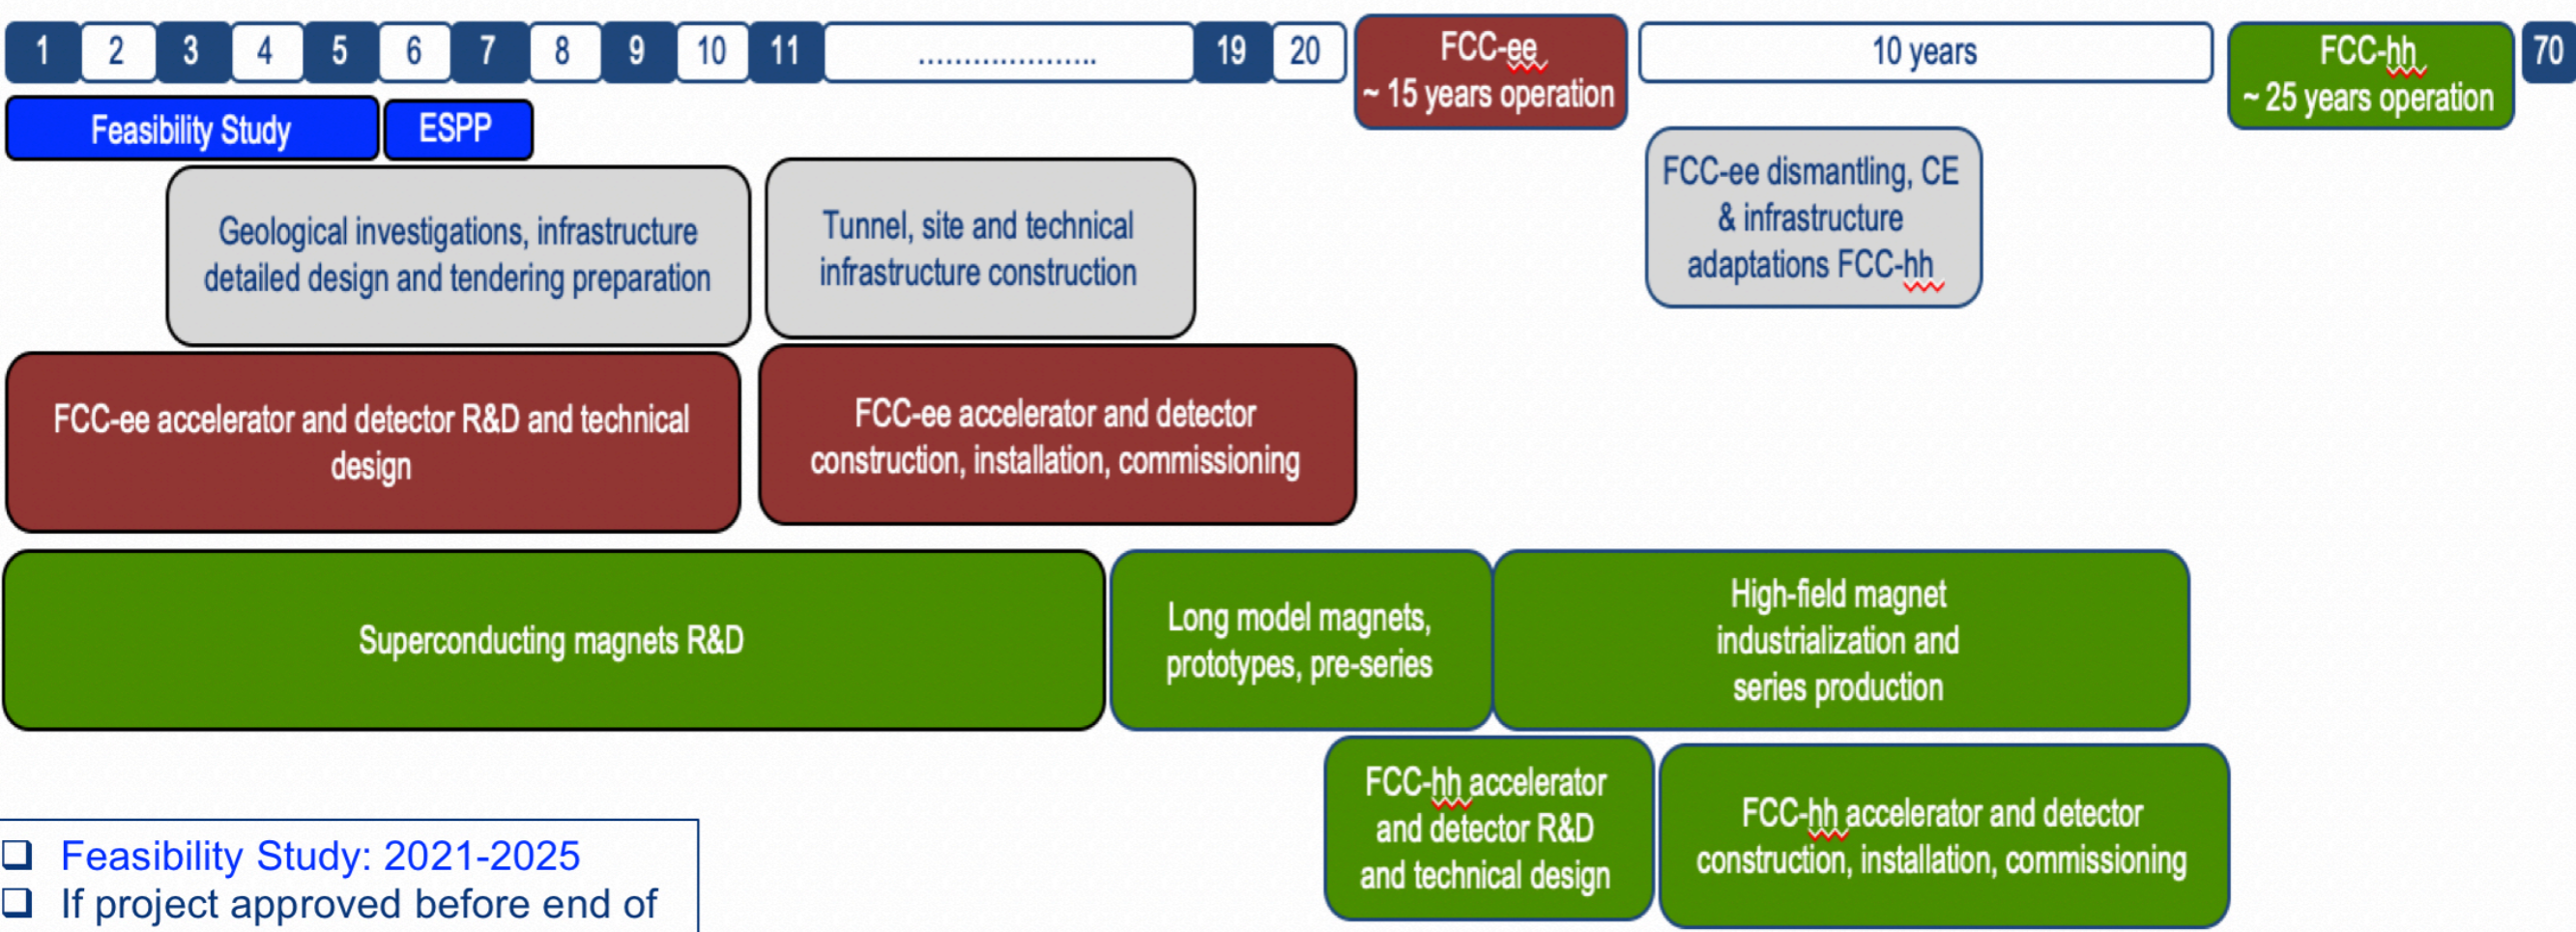 1 2 3 4 5 6 7 8 9 10 11 .................... 19 20
FCC-ee
~ 15 years operation
10 years
FCC-hh
~ 25 years operation
70
Feasibility Study
ESPP
Geological investigations, infrastructure
detailed design and tendering preparation
Tunnel, site and technical
infrastructure construction
FCC-ee dismantling, CE
& infrastructure
adaptations FCC-hh
FCC-ee accelerator and detector R&D and technical
design
FCC-ee accelerator and detector
construction, installation, commissioning
Superconducting magnets R&D
Long model magnets,
prototypes, pre-series
High-field magnet
industrialization and
series production
FCC-hh accelerator
and detector R&D
and technical design
FCC-hh accelerator and detector
construction, installation, commissioning
❑ Feasibility Study: 2021-2025
❑ If project approved before end of